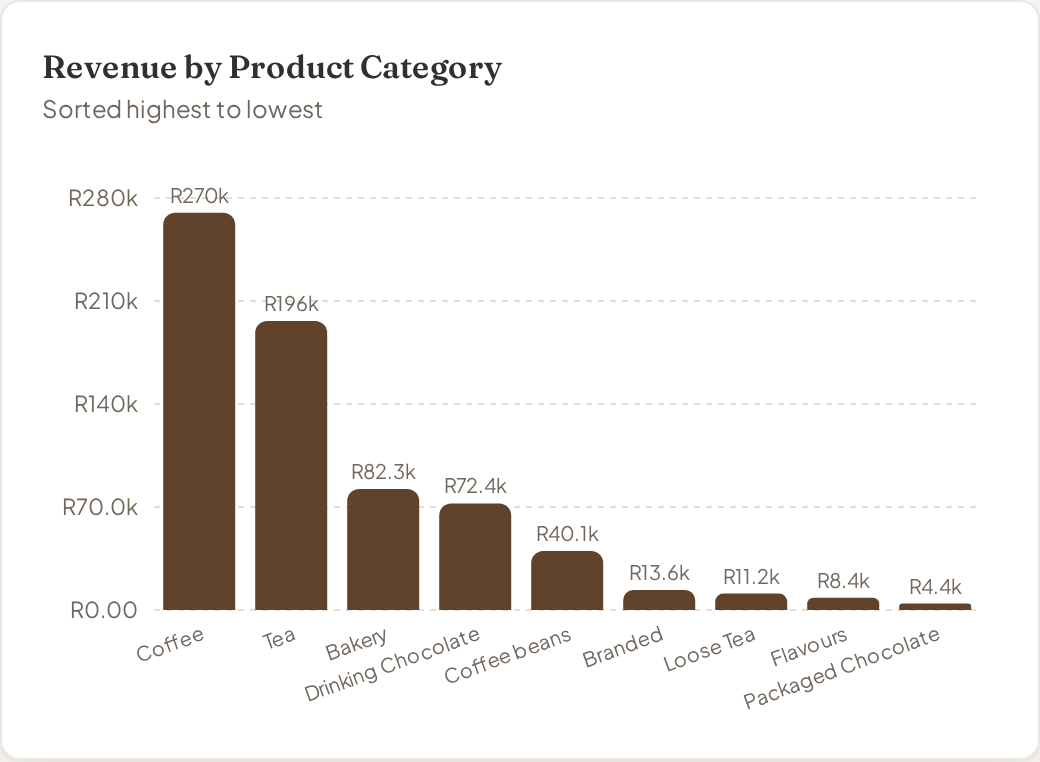 Revenue by Product Category
Sorted highest to lowest
R280k
R210k
R140k
R70.0k
R0.00
R270k
R196k
R82.3k
R72.4k
R40.1k
R13.6k
R11.2k
R8.4k
R4.4k
Coffee
Tea
Bakery
Drinking Chocolate
Coffee beans
Branded
Loose Tea
Flavours
Packaged Chocolate